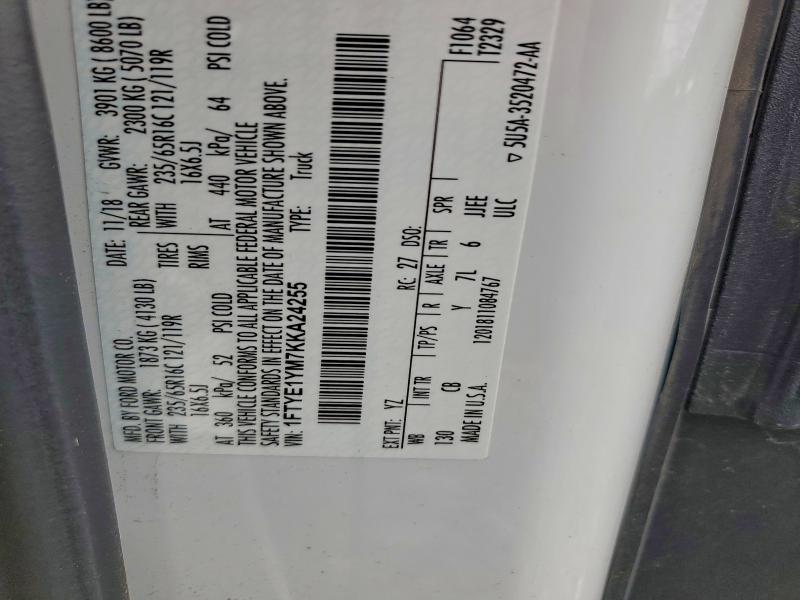 MFD. BY FORD MOTOR CO.
DATE: 11/18 GVWR: 3901 KG ( 8600 LB)
FRONT GAWR: 1873 KG ( 4130 LB) REAR GAWR: 2300 KG ( 5070 LB)
WITH 235/65R16C 121/119R TIRES WITH 235/65R16C 121/119R
16X6.5J RIMS 16X6.5J
AT 360 kPa/ 52 PSI COLD AT 440 kPa/ 64 PSI COLD
THIS VEHICLE CONFORMS TO ALL APPLICABLE FEDERAL MOTOR VEHICLE
SAFETY STANDARDS IN EFFECT ON THE DATE OF MANUFACTURE SHOWN ABOVE.
VIN: 1FTYE1YM7KKA24255 TYPE: Truck
EXT PNT: YZ RC: 27 DSO: F1064
WB INT TR TP/PS R AXLE TR SPR T2329
130 CB Y 7L 6 JJEE
MADE IN U.S.A. 1201811084767 ULC
▽ 5U5A-3520472-AA